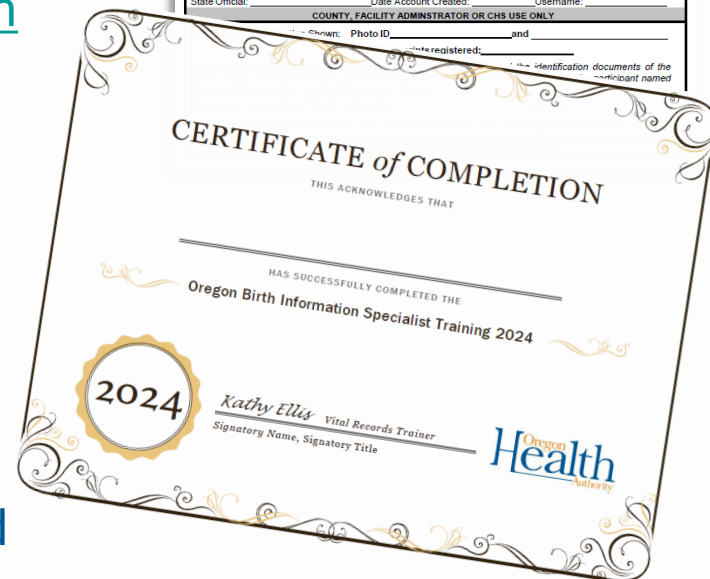 State Official: Date Account Created: Username:
COUNTY, FACILITY ADMINSTRATOR OR CHS USE ONLY
Shown: Photo ID and
registered:
identification documents of the
participant named
CERTIFICATE of COMPLETION
THIS ACKNOWLEDGES THAT
HAS SUCCESSFULLY COMPLETED THE
Oregon Birth Information Specialist Training 2024
2024
Kathy Ellis Vital Records Trainer
Signatory Name, Signatory Title
Oregon
Health
Authority